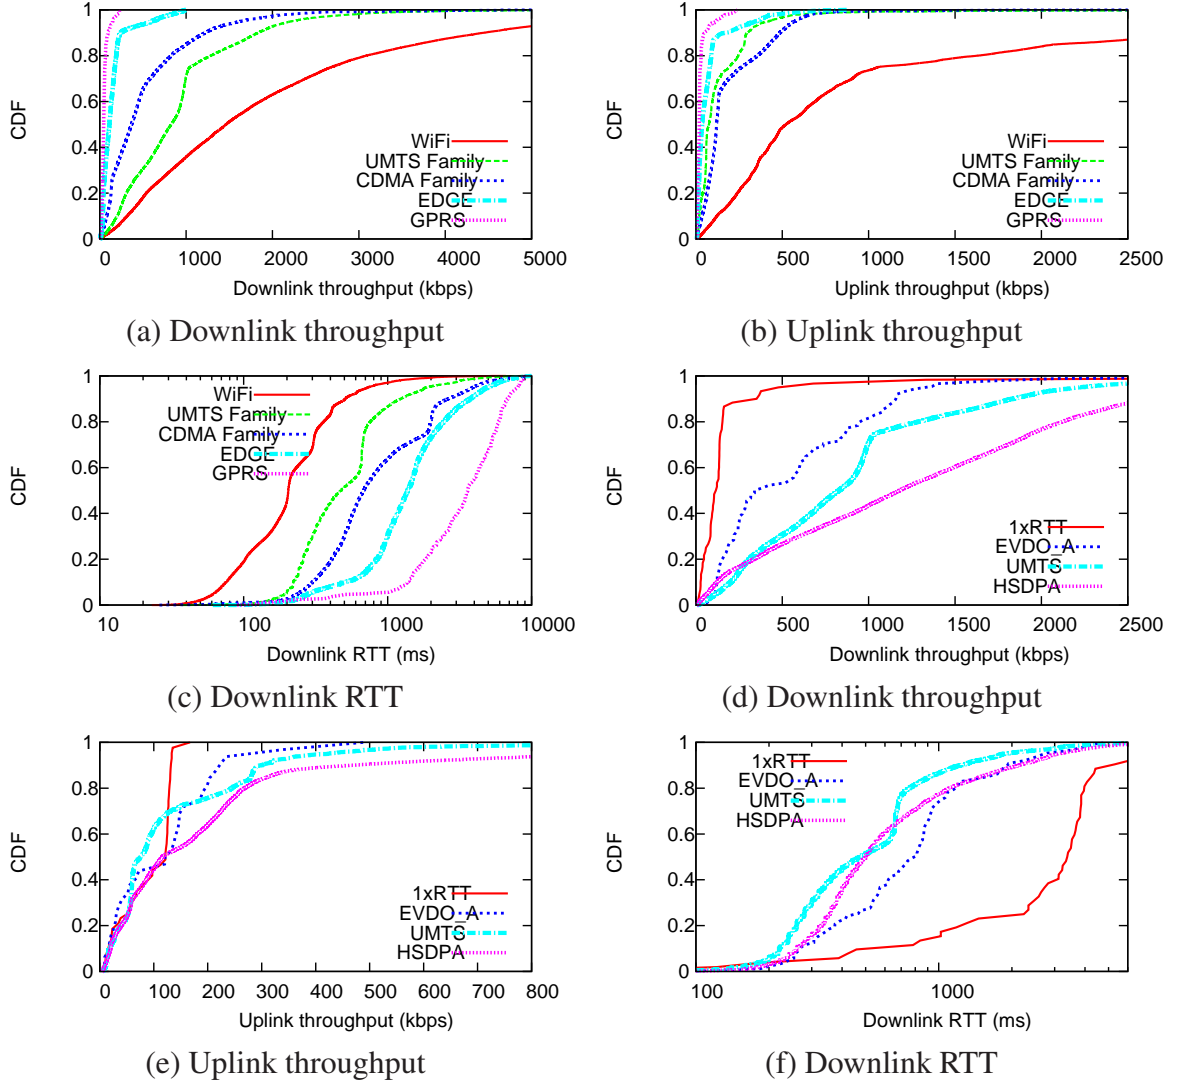 1
0.8
0.6
0.4
0.2
0
CDF
WiFi
UMTS Family
CDMA Family
EDGE
GPRS
0 1000 2000 3000 4000 5000
Downlink throughput (kbps)
(a) Downlink throughput
1
0.8
0.6
0.4
0.2
0
CDF
WiFi
UMTS Family
CDMA Family
EDGE
GPRS
0 500 1000 1500 2000 2500
Uplink throughput (kbps)
(b) Uplink throughput
1
0.8
0.6
0.4
0.2
0
CDF
WiFi
UMTS Family
CDMA Family
EDGE
GPRS
10 100 1000 10000
Downlink RTT (ms)
(c) Downlink RTT
1
0.8
0.6
0.4
0.2
0
CDF
1xRTT
EVDO_A
UMTS
HSDPA
0 500 1000 1500 2000 2500
Downlink throughput (kbps)
(d) Downlink throughput
1
0.8
0.6
0.4
0.2
0
CDF
1xRTT
EVDO_A
UMTS
HSDPA
0 100 200 300 400 500 600 700 800
Uplink throughput (kbps)
(e) Uplink throughput
1
0.8
0.6
0.4
0.2
0
CDF
1xRTT
EVDO_A
UMTS
HSDPA
100 1000
Downlink RTT (ms)
(f) Downlink RTT